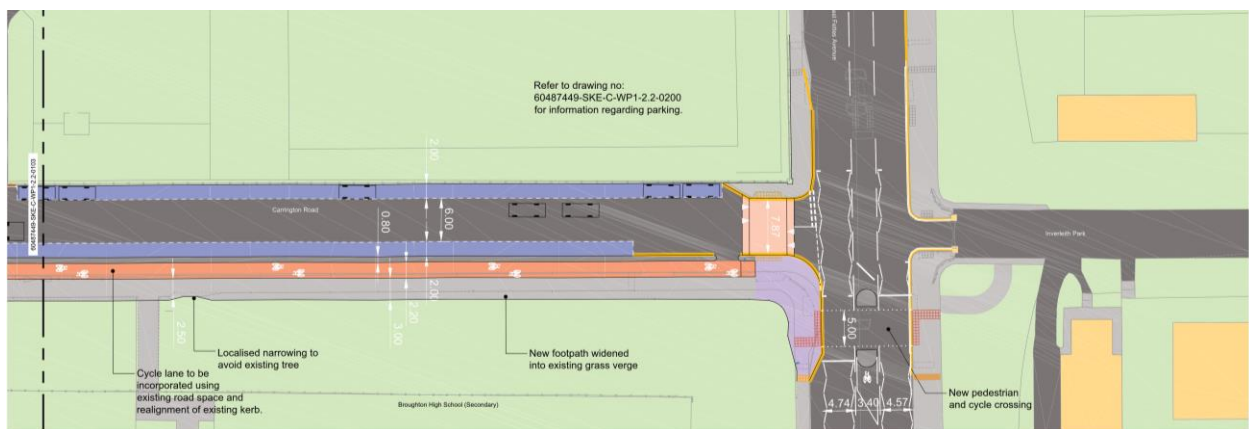 East Fettes Avenue
Refer to drawing no:
60487449-SKE-C-WP1-2.2-0200
for information regarding parking.
60487449-SKE-C-WP1-2.2-0103
2.00
Carrington Road
0.80
6.00
7.87
Inverleith Park
2.00
2.20
3.00
2.50
5.00
Localised narrowing to
avoid existing tree
New footpath widened
into existing grass verge
Cycle lane to be
incorporated using
existing road space and
realignment of existing kerb.
Broughton High School (Secondary)
4.74
3.40
4.57
New pedestrian
and cycle crossing